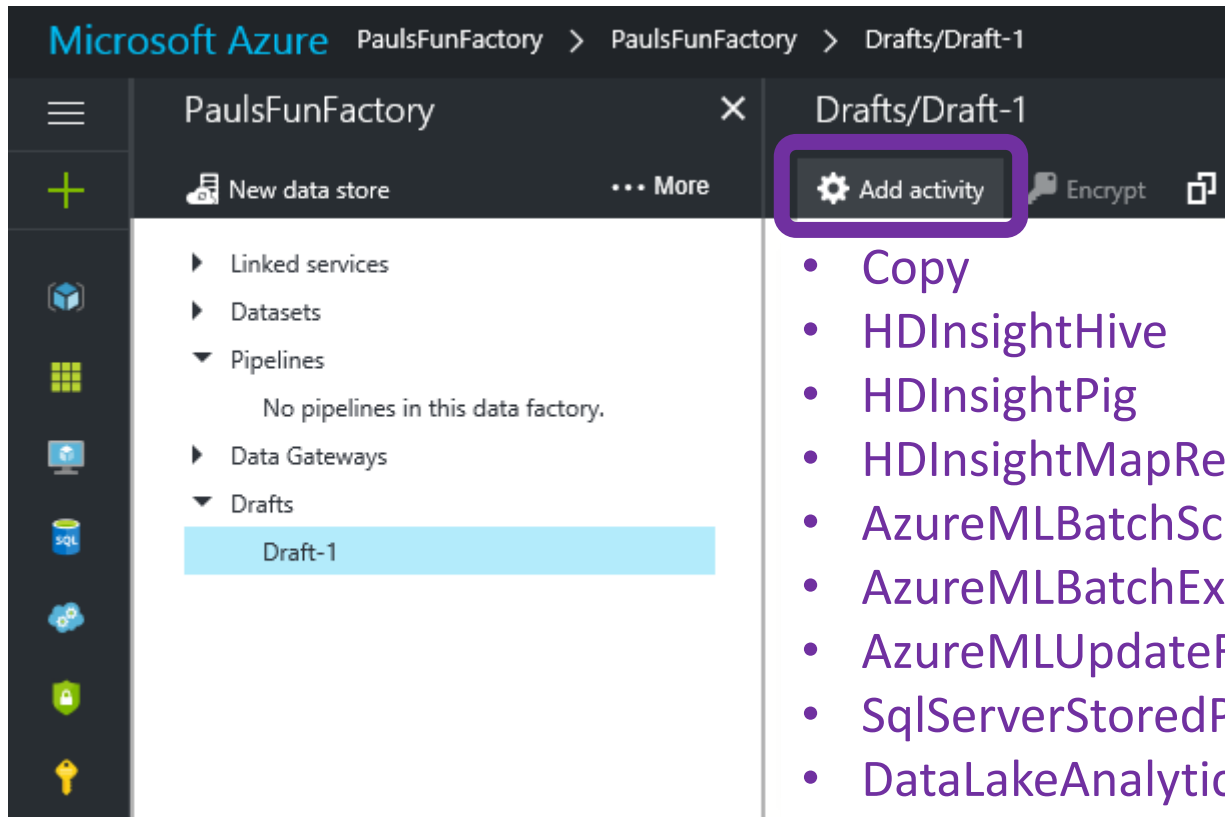 Microsoft Azure PaulsFunFactory > PaulsFunFactory > Drafts/Draft-1
PaulsFunFactory
New data store
••• More
Linked services
Datasets
Pipelines
No pipelines in this data factory.
Data Gateways
Drafts
Draft-1
SQL
Drafts/Draft-1
Add activity
Encrypt
• Copy
• HDInsightHive
• HDInsightPig
• HDInsightMapRe
• AzureMLBatchSc
• AzureMLBatchEx
• AzureMLUpdate
• SqlServerStoredP
• DataLakeAnalytic